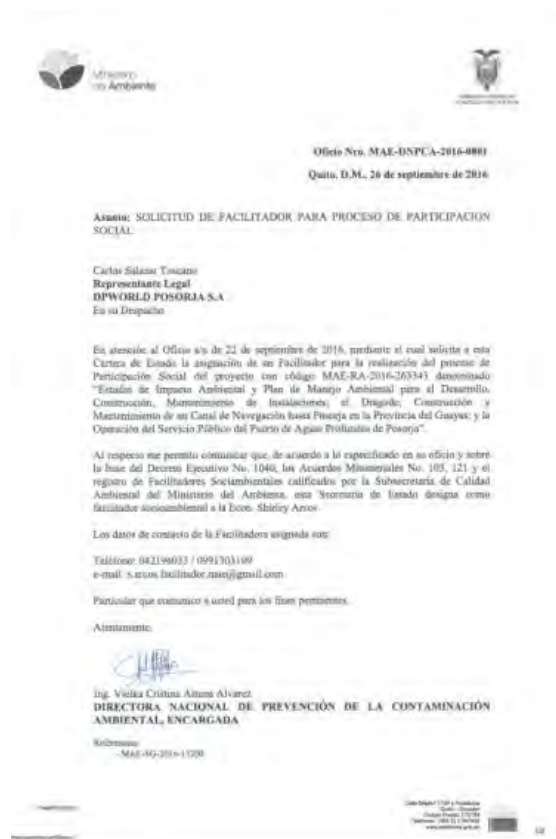 Ministerio
del Ambiente
Oficio Nro. MAE-DNPCA-2016-0801
Quito, D.M., 26 de septiembre de 2016
Asunto: SOLICITUD DE FACILITADOR PARA PROCESO DE PARTICIPACION
SOCIAL
Carlos Salazar Toscano
Representante Legal
DPWORLD POSORJA S.A
En su Despacho
En atención al Oficio s/n de 22 de septiembre de 2016, mediante el cual solicita a esta
Cartera de Estado la asignación de un Facilitador para la realización del proceso de
Participación Social del proyecto con código MAE-RA-2016-263343 denominado
"Estudio de Impacto Ambiental y Plan de Manejo Ambiental para el Desarrollo,
Construcción, Mantenimiento de Instalaciones; el Dragado, Construcción y
Mantenimiento de un Canal de Navegación hasta Posorja en la Provincia del Guayas; y la
Operación del Servicio Público del Puerto de Aguas Profundas de Posorja".
Al respecto me permito comunicar que, de acuerdo a lo especificado en su oficio y sobre
la base del Decreto Ejecutivo No. 1040, los Acuerdos Ministeriales No. 103, 121 y el
registro de Facilitadores Socioambientales calificados por la Subsecretaría de Calidad
Ambiental del Ministerio del Ambiente, esta Secretaría de Estado designa como
facilitador socioambiental a la Econ. Shirley Arcos.
Los datos de contacto de la Facilitadora asignada son:
Teléfono: 042196033 / 0991303109
e-mail: s.arcos.facilitador.mae@gmail.com
Particular que comunico a usted para los fines pertinentes.
Atentamente,
Ing. Vielka Cristina Alvarez
DIRECTORA NACIONAL DE PREVENCIÓN DE LA CONTAMINACIÓN
AMBIENTAL, ENCARGADA
Referencias:
- MAE-SG-2016-13200